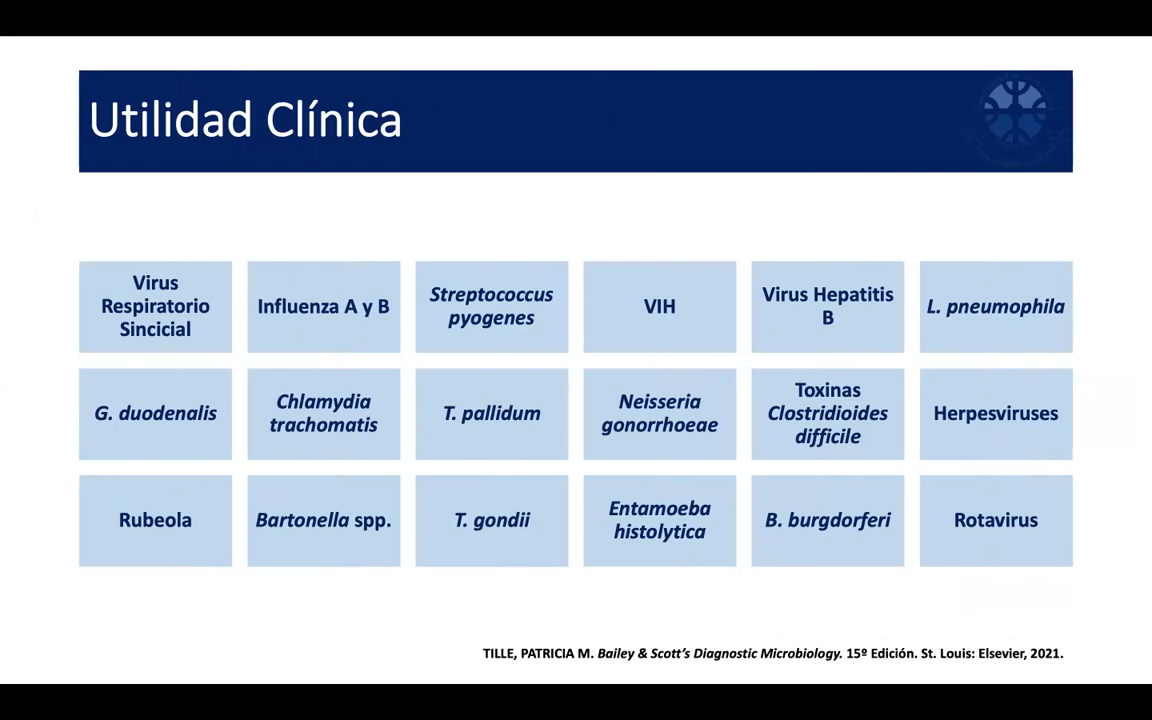 Utilidad Clínica
Virus
Respiratorio
Sincicial
Influenza A y B
Streptococcus
pyogenes
VIH
Virus Hepatitis
B
L. pneumophila
G. duodenalis
Chlamydia
trachomatis
T. pallidum
Neisseria
gonorrhoeae
Toxinas
Clostridioides
difficile
Herpesviruses
Rubeola
Bartonella spp.
T. gondii
Entamoeba
histolytica
B. burgdorferi
Rotavirus
TILLE, PATRICIA M. Bailey & Scott's Diagnostic Microbiology. 15º Edición. St. Louis: Elsevier, 2021.